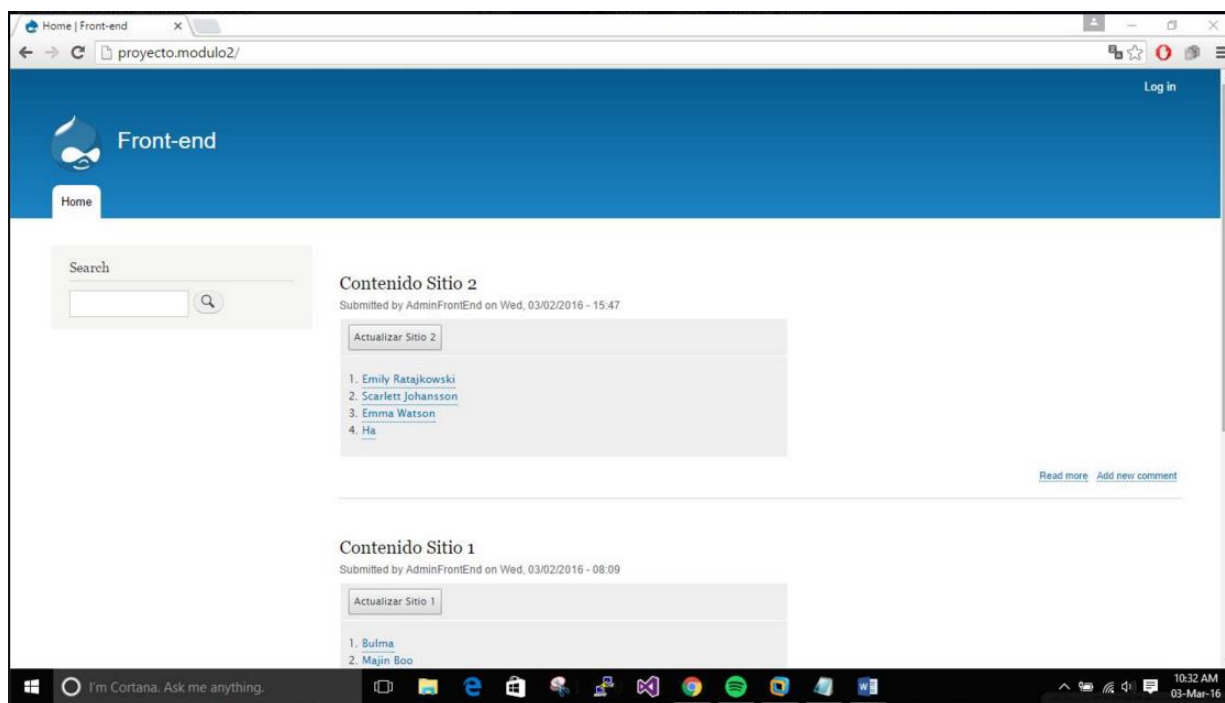 Home | Front-end
proyecto.modulo2/
Log in
Front-end
Home
Search
Contenido Sitio 2
Submitted by AdminFrontEnd on Wed, 03/02/2016 - 15:47
Actualizar Sitio 2
1. Emily Ratajkowski
2. Scarlett Johansson
3. Emma Watson
4. Ha
Read more Add new comment
Contenido Sitio 1
Submitted by AdminFrontEnd on Wed, 03/02/2016 - 08:09
Actualizar Sitio 1
1. Bulma
2. Majin Boo
I'm Cortana. Ask me anything.
10:32 AM
03-Mar-16